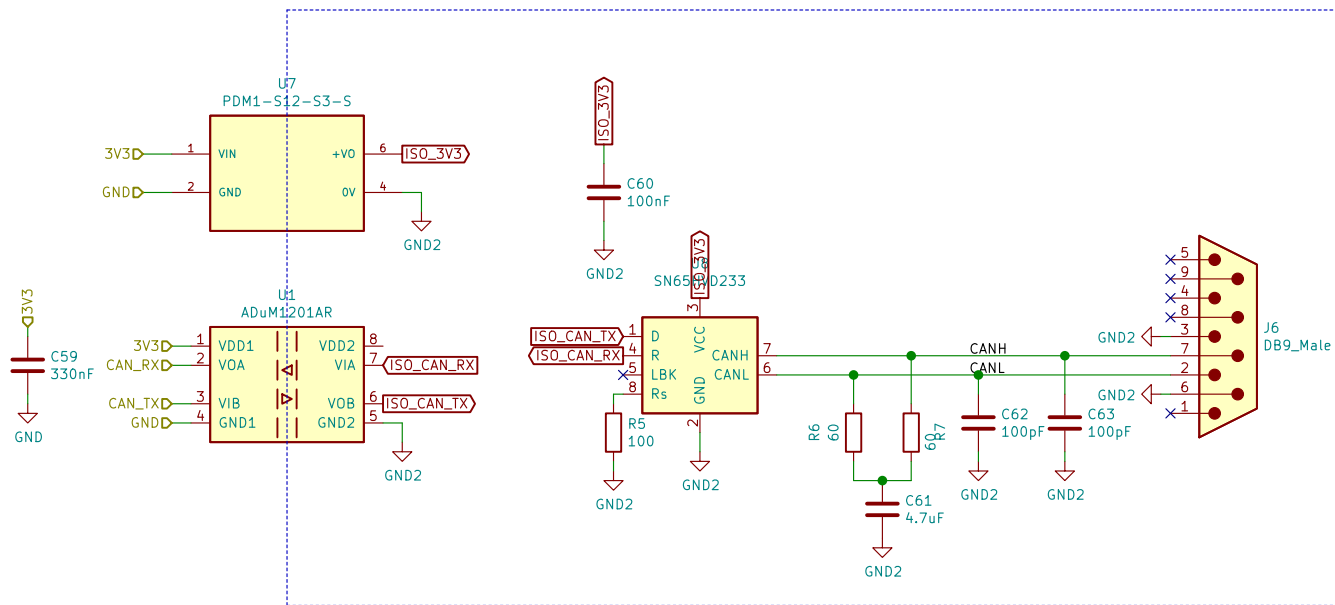 U7
PDM1-S12-S3-S
3V3
1
VIN
+VO
6
ISO_3V3
GND
2
GND
0V
4
GND2
ISO_3V3
C60
100nF
GND2
3V3
C59
330nF
GND
U1
ADuM1201AR
3V3
1
VDD1
VDD2
8
CAN_RX
2
VOA
VIA
7
ISO_CAN_RX
CAN_TX
3
VIB
VOB
6
ISO_CAN_TX
GND
4
GND1
GND2
5
GND2
ISO_3V3
U8
SN65HVD233
3
VCC
ISO_CAN_TX
1
D
ISO_CAN_RX
4
R
5
LBK
8
Rs
CANH
7
CANL
6
GND
2
GND2
R5
100
GND2
CANH
CANL
R6
60
60
R7
C61
4.7uF
GND2
C62
100pF
GND2
C63
100pF
GND2
5
9
4
8
GND2
3
7
2
GND2
6
1
J6
DB9_Male